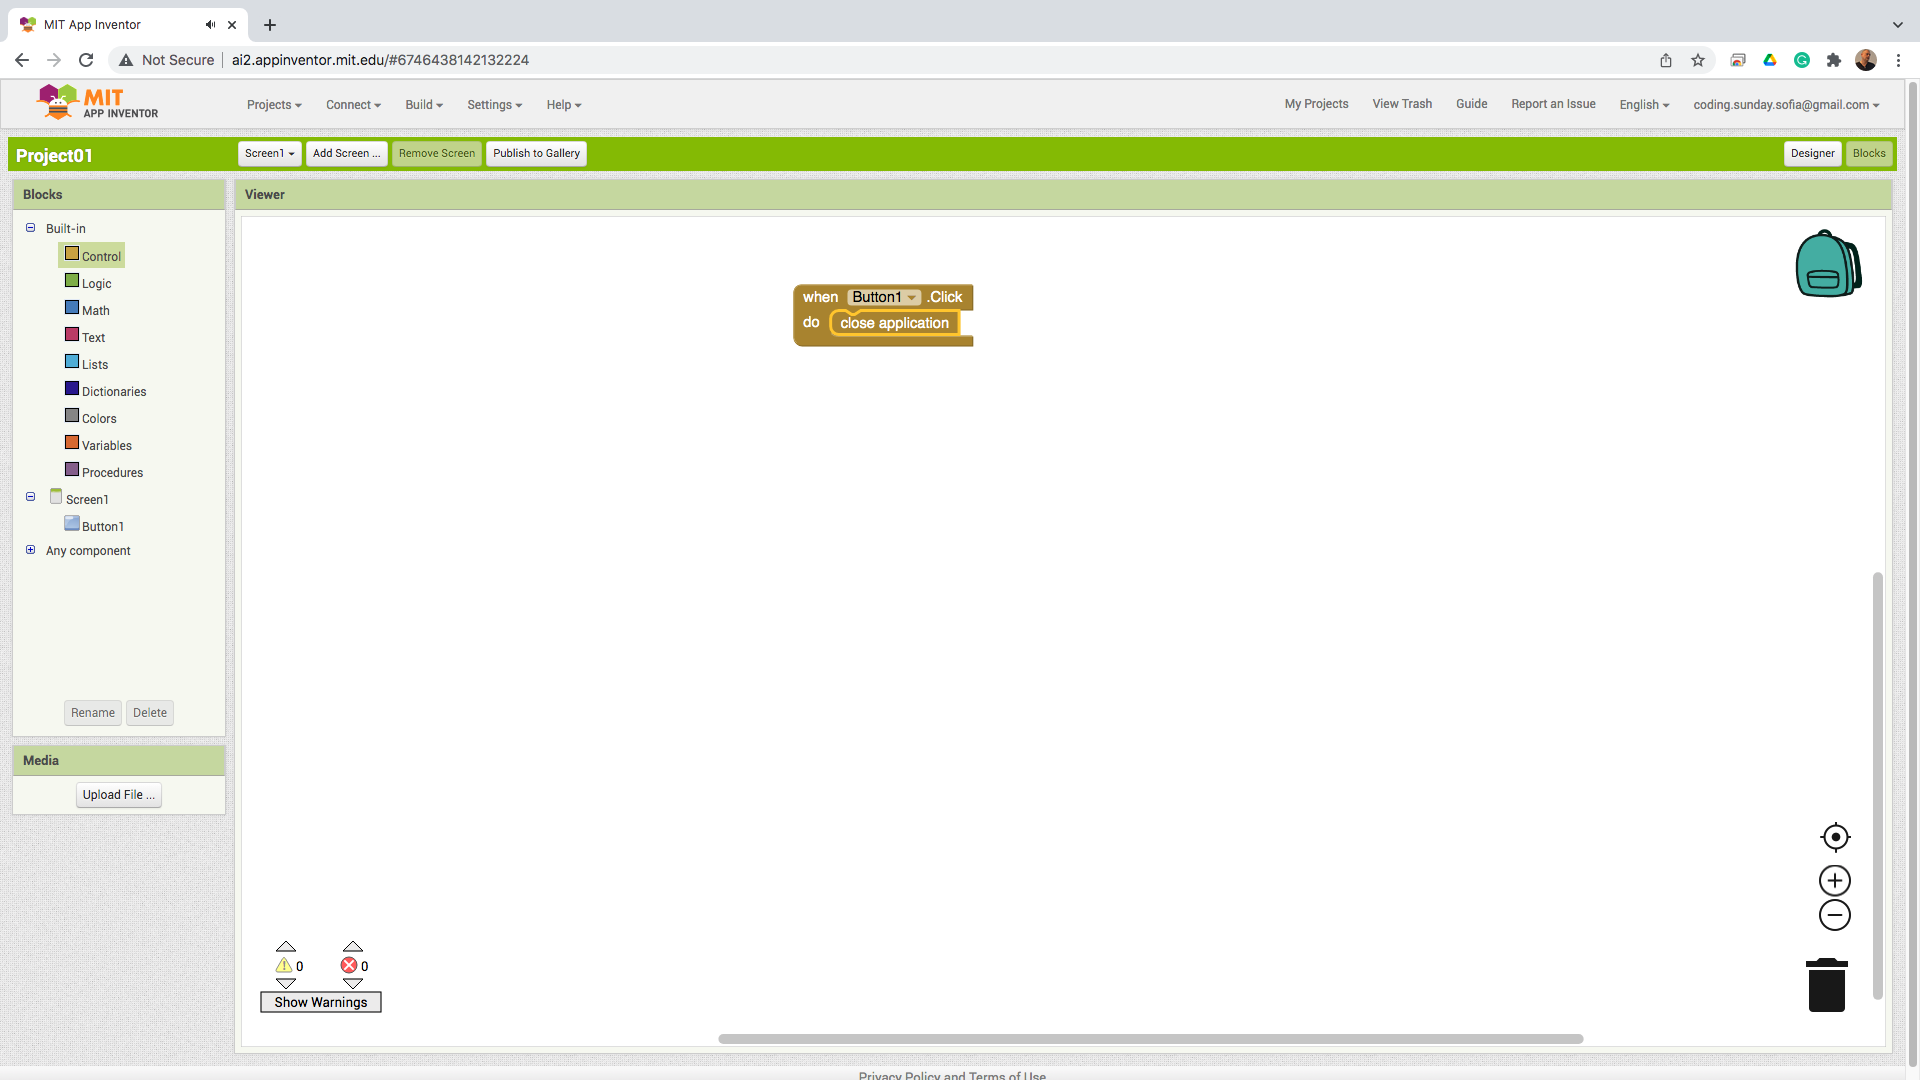 MIT App Inventor
Not Secure ai2.appinventor.mit.edu/#6746438142132224
MIT
APP INVENTOR
Projects Connect Build Settings Help My Projects View Trash Guide Report an Issue English coding.sunday.sofia@gmail.com
Project01 Screen1 Add Screen ... Remove Screen Publish to Gallery Designer Blocks
Blocks
Viewer
Built-in
Control
Logic
Math
Text
Lists
Dictionaries
Colors
Variables
Procedures
Screen1
Button1
Any component
Rename Delete
Media
Upload File ...
when Button1 .Click
do close application
0 0
Show Warnings
Privacy Policy and Terms of Use